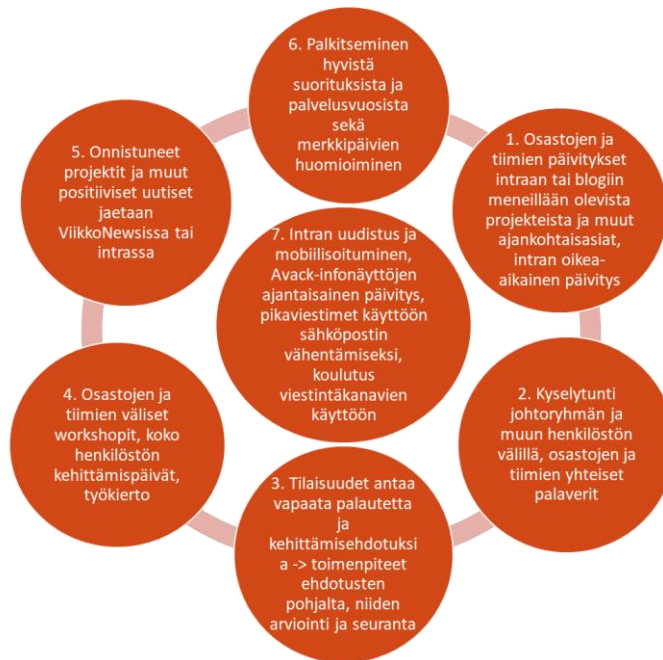 6. Palkitseminen
hyvistä
suorituksista ja
palvelusvuosista
sekä
merkkipäivien
huomioiminen
1. Osastojen ja
tiimien päivitykset
intraan tai blogiin
meneillään olevista
projekteista ja muut
ajankohtaisasiat,
intran oikea-
aikainen päivitys
2. Kyselytunti
johtoryhmän ja
muun henkilöstön
välillä, osastojen ja
tiimien yhteiset
palaverit
3. Tilaisuudet antaa
vapaata palautetta
ja
kehittämisehdotuksi
a -> toimenpiteet
ehdotusten
pohjalta, niiden
arviointi ja seuranta
4. Osastojen ja
tiimien väliset
workshopit, koko
henkilöstön
kehittämispäivät,
työkierto
5. Onnistuneet
projektit ja muut
positiiviset uutiset
jaetaan
ViikkoNewsissa tai
intrassa
7. Intran uudistus ja
mobiilisoituminen,
Avack-infonäyttöjen
ajantaisainen päivitys,
pikaviestimet käyttöön
sähköpostin
vähentämiseksi,
koulutus
viestintäkanavien
käyttöön